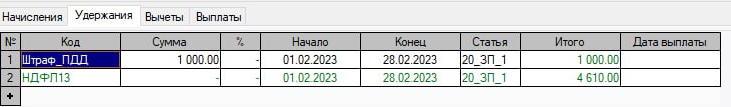 Начисления Удержания Вычеты Выплаты
№ Код Сумма % Начало Конец Статья Итого Дата выплаты
1 Штраф_ПДД 1 000.00 - 01.02.2023 28.02.2023 20_ЗП_1 1 000.00
2 НДФЛ13 - - 01.02.2023 28.02.2023 20_ЗП_1 4 610.00
+